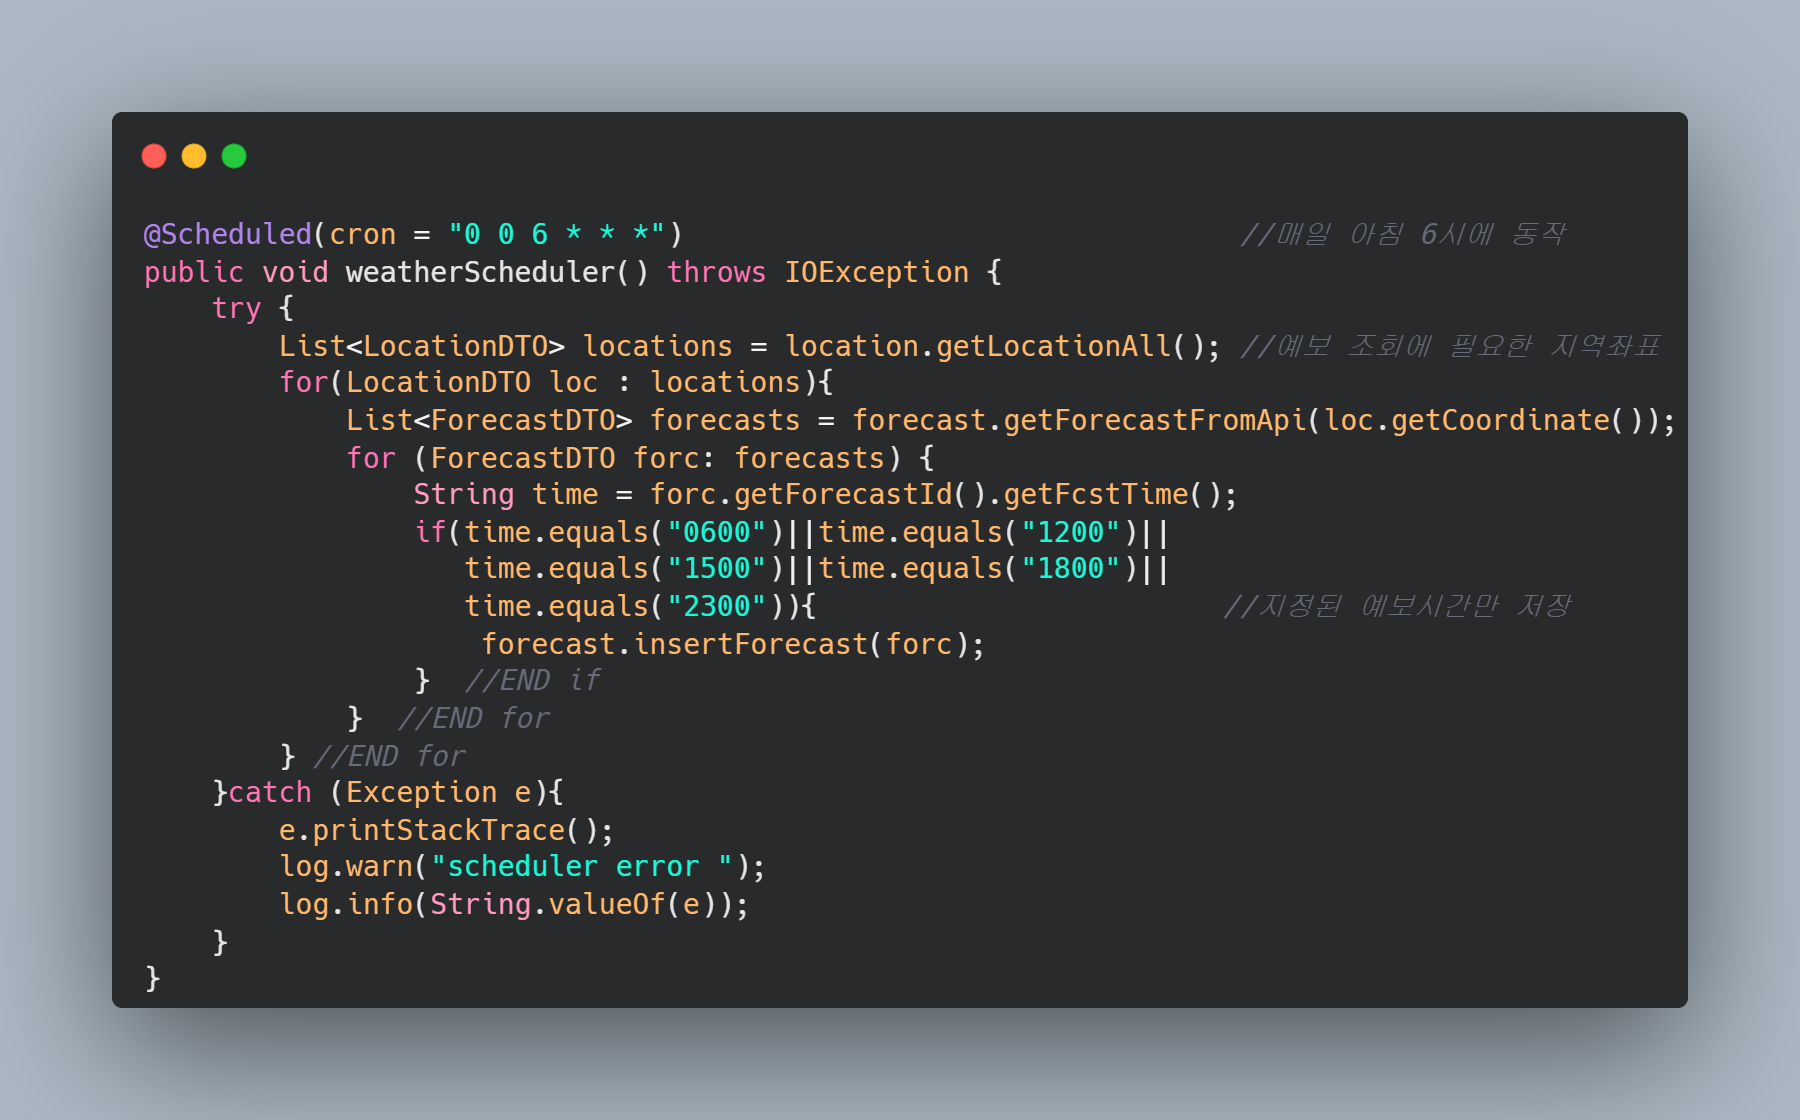 @Scheduled(cron = "0 0 6 * * *")                                 //매일 아침 6시에 동작
public void weatherScheduler() throws IOException {
    try {
        List<LocationDTO> locations = location.getLocationAll(); //예보 조회에 필요한 지역좌표
        for(LocationDTO loc : locations){
            List<ForecastDTO> forecasts = forecast.getForecastFromApi(loc.getCoordinate());
            for (ForecastDTO forc: forecasts) {
                String time = forc.getForecastId().getFcstTime();
                if(time.equals("0600")||time.equals("1200")||
                   time.equals("1500")||time.equals("1800")||
                   time.equals("2300")){                        //지정된 예보시간만 저장
                    forecast.insertForecast(forc);
                }  //END if
            }  //END for
        } //END for
    }catch (Exception e){
        e.printStackTrace();
        log.warn("scheduler error ");
        log.info(String.valueOf(e));
    }
}